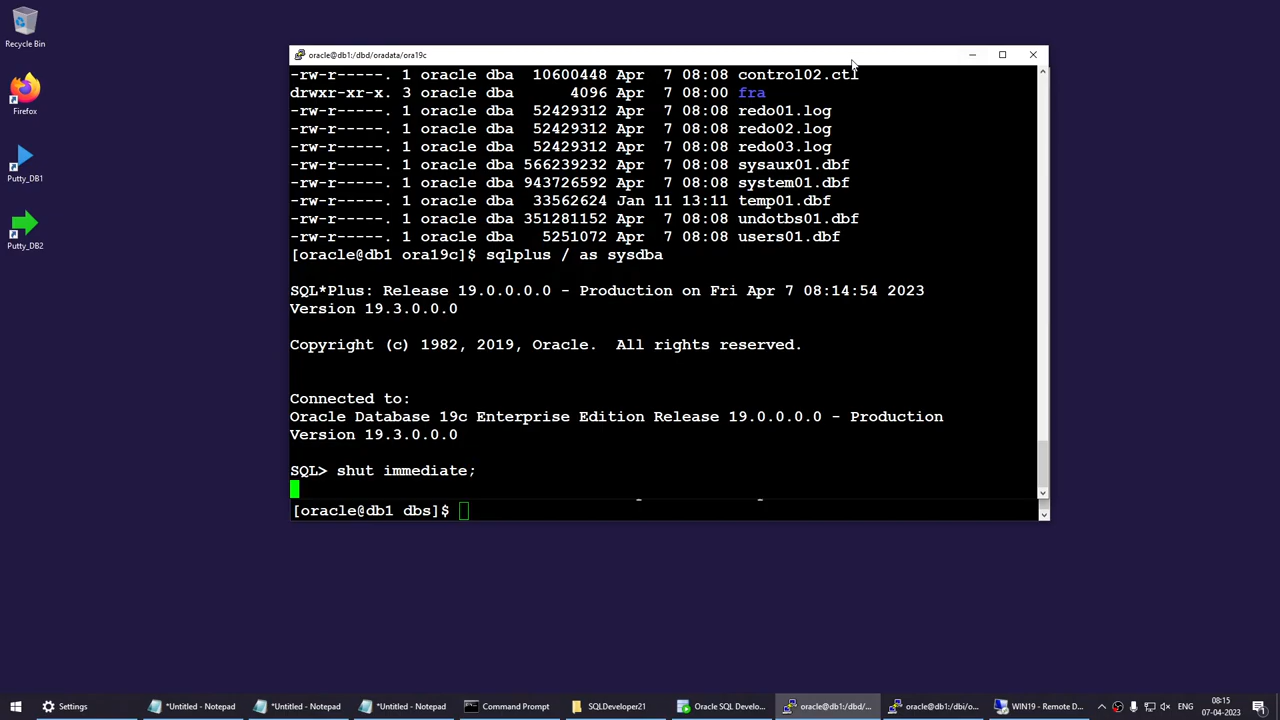 Recycle Bin
Firefox
Putty_DB1
Putty_DB2
oracle@db1:/dbd/oradata/ora19c
-rw-r-----. 1 oracle dba  10600448 Apr  7 08:08 control02.ctl
drwxr-xr-x. 3 oracle dba      4096 Apr  7 08:00 fra
-rw-r-----. 1 oracle dba  52429312 Apr  7 08:08 redo01.log
-rw-r-----. 1 oracle dba  52429312 Apr  7 08:08 redo02.log
-rw-r-----. 1 oracle dba  52429312 Apr  7 08:08 redo03.log
-rw-r-----. 1 oracle dba 566239232 Apr  7 08:08 sysaux01.dbf
-rw-r-----. 1 oracle dba 943726592 Apr  7 08:08 system01.dbf
-rw-r-----. 1 oracle dba  33562624 Jan 11 13:11 temp01.dbf
-rw-r-----. 1 oracle dba 351281152 Apr  7 08:08 undotbs01.dbf
-rw-r-----. 1 oracle dba   5251072 Apr  7 08:08 users01.dbf
[oracle@db1 ora19c]$ sqlplus / as sysdba
SQL*Plus: Release 19.0.0.0.0 - Production on Fri Apr 7 08:14:54 2023
Version 19.3.0.0.0
Copyright (c) 1982, 2019, Oracle.  All rights reserved.
Connected to:
Oracle Database 19c Enterprise Edition Release 19.0.0.0.0 - Production
Version 19.3.0.0.0
SQL> shut immediate;
[oracle@db1 dbs]$
Settings
*Untitled - Notepad
*Untitled - Notepad
*Untitled - Notepad
Command Prompt
SQLDeveloper21
Oracle SQL Develo...
oracle@db1:/dbd/...
oracle@db1:/db/o...
WIN19 - Remote D...
ENG
08:15
07-04-2023